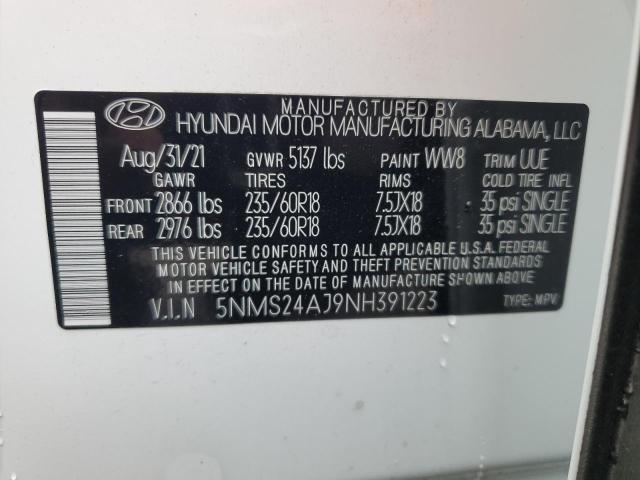 MANUFACTURED BY
HYUNDAI MOTOR MANUFACTURING ALABAMA, LLC
Aug/31/21 GVWR 5137 lbs PAINT WW8 TRIM UUE
GAWR TIRES RIMS COLD TIRE INFL
FRONT 2866 lbs 235/60R18 7.5JX18 35 psi SINGLE
REAR 2976 lbs 235/60R18 7.5JX18 35 psi SINGLE
THIS VEHICLE CONFORMS TO ALL APPLICABLE U.S.A. FEDERAL
MOTOR VEHICLE SAFETY AND THEFT PREVENTION STANDARDS
IN EFFECT ON THE DATE OF MANUFACTURE SHOWN ABOVE.
V.I.N 5NMS24AJ9NH391223 TYPE: MPV